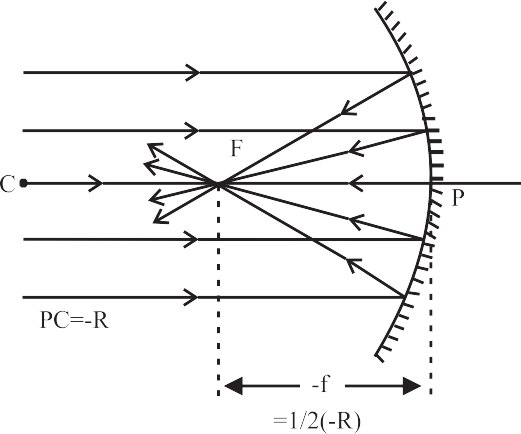 F
C
P
PC=-R
-f
=1/2(-R)